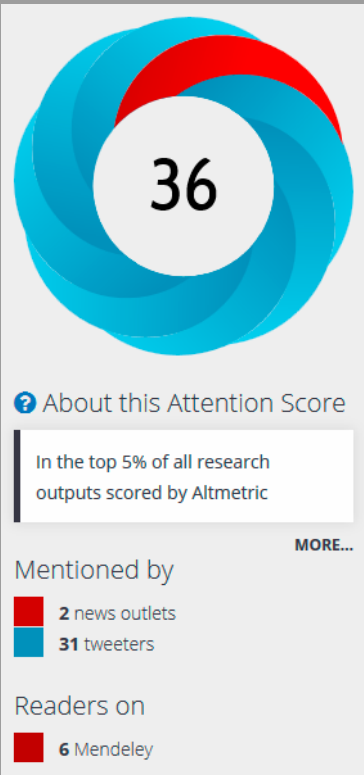 36
? About this Attention Score
In the top 5% of all research
outputs scored by Altmetric
MORE...
Mentioned by
2 news outlets
31 tweeters
Readers on
6 Mendeley